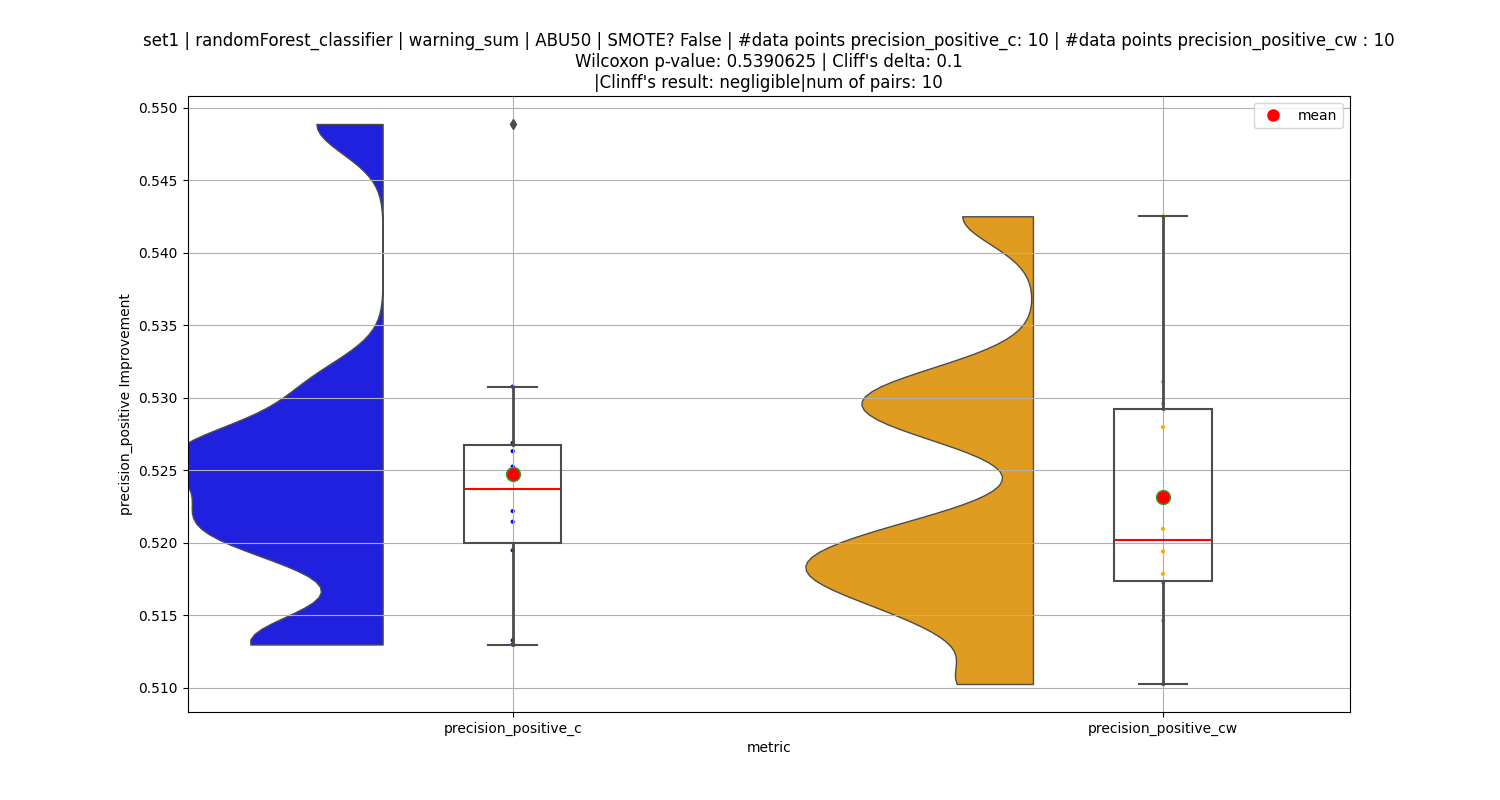 set1 | randomForest_classifier | warning_sum | ABU50 | SMOTE? False | #data points precision_positive_c: 10 | #data points precision_positive_cw : 10
Wilcoxon p-value: 0.5390625 | Cliff's delta: 0.1
|Clinff's result: negligible|num of pairs: 10
mean
precision_positive Improvement
0.550
0.545
0.540
0.535
0.530
0.525
0.520
0.515
0.510
precision_positive_c
precision_positive_cw
metric